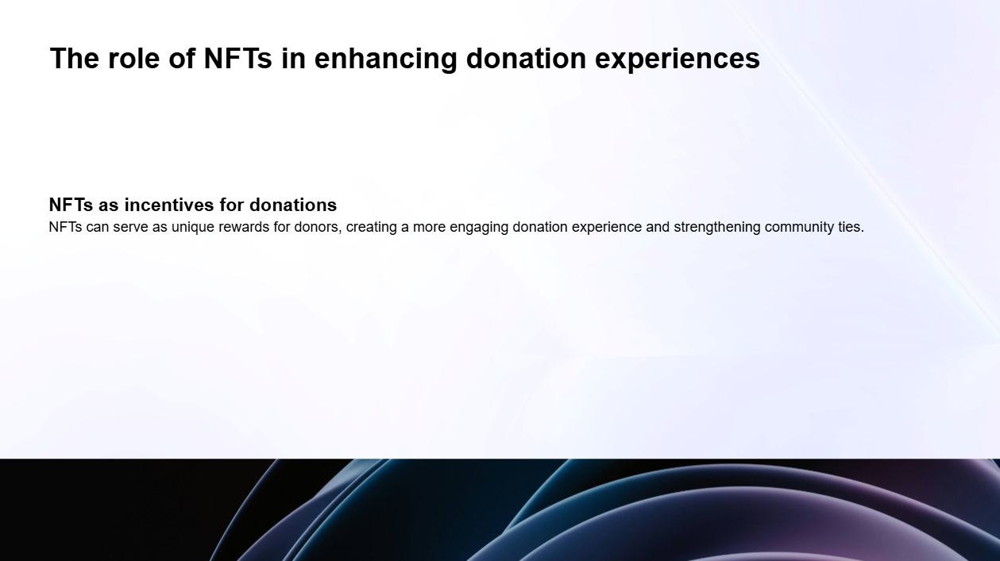 The role of NFTs in enhancing donation experiences
NFTs as incentives for donations
NFTs can serve as unique rewards for donors, creating a more engaging donation experience and strengthening community ties.